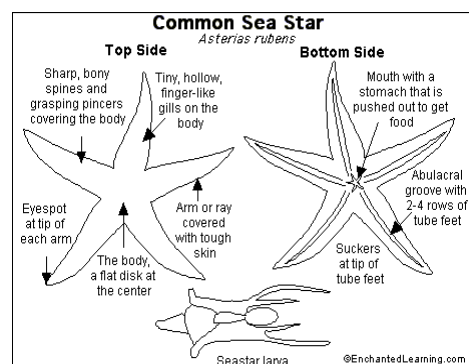 Common Sea Star
Asterias rubens
Top Side
Bottom Side
Sharp, bony
spines and
grasping pincers
covering the body
Tiny, hollow,
finger-like
gills on the
body
Mouth with a
stomach that is
pushed out to get
food
Eyespot
at tip of
each arm
Arm or ray
covered
with tough
skin
Abulacral
groove with
2-4 rows of
tube feet
The body,
a flat disk at
the center
Suckers
at tip of
tube feet
Seastar larva
©EnchantedLearning.com